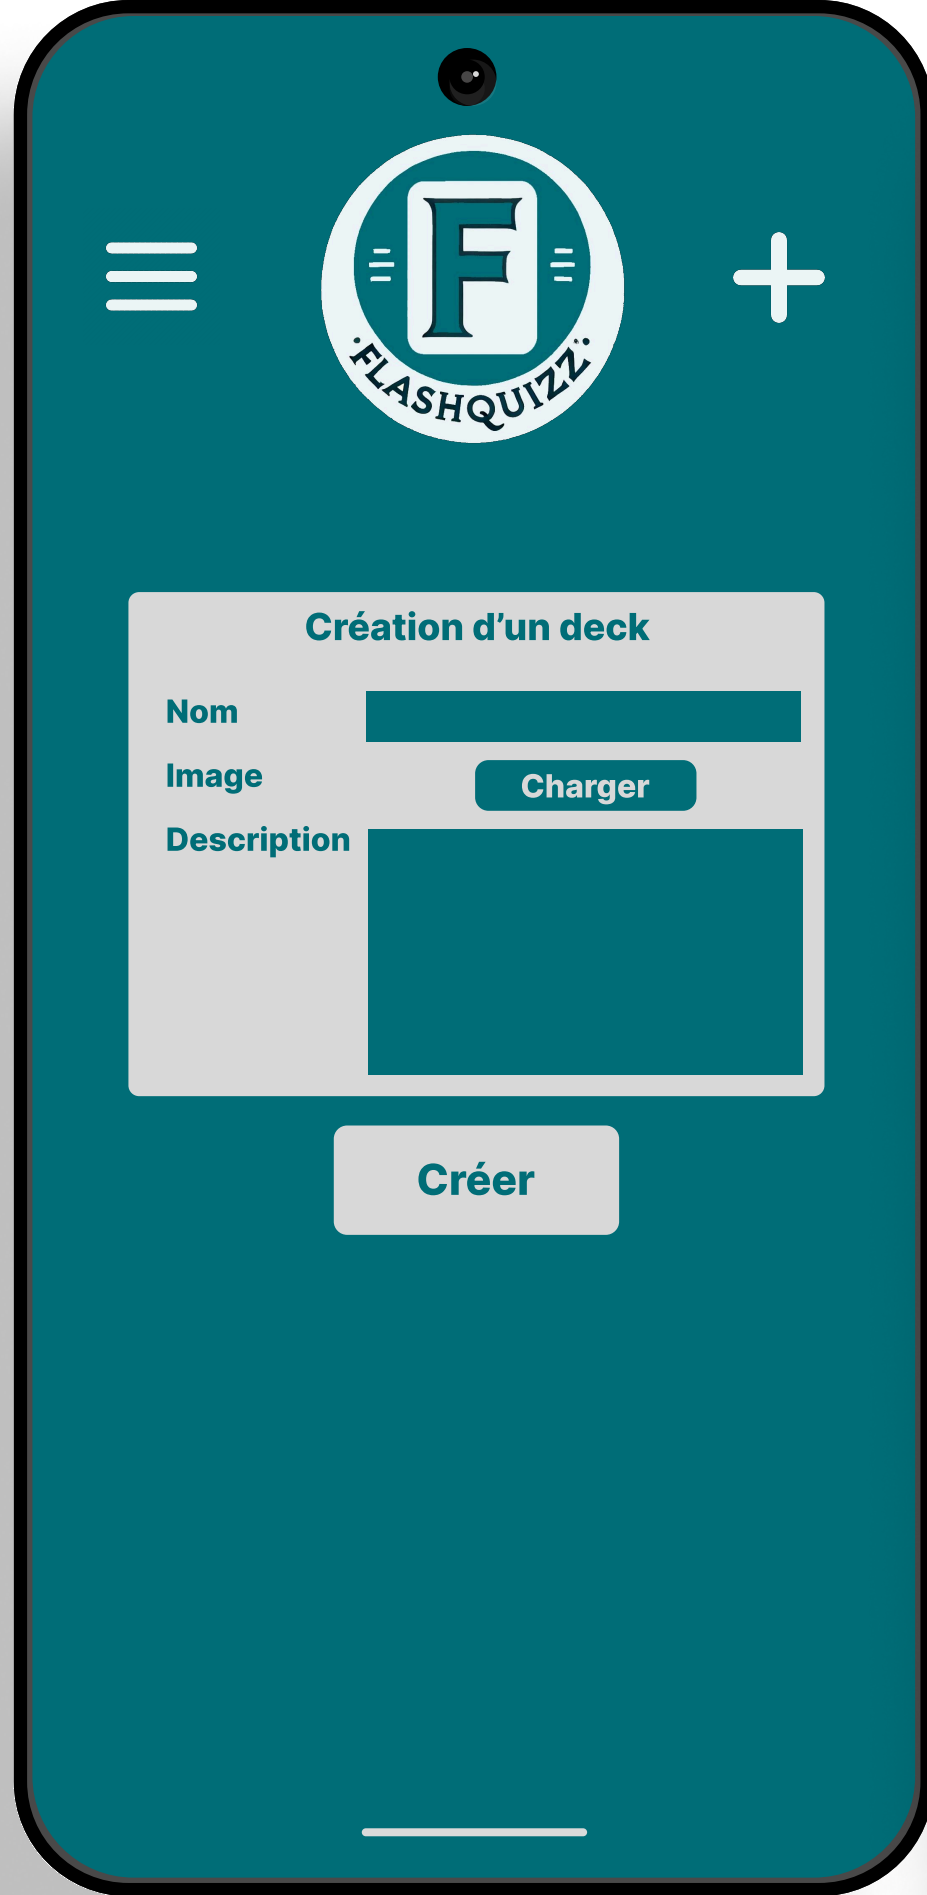 F
FLASHQUIZZ
Création d’un deck
Nom
Image
Charger
Description
Créer